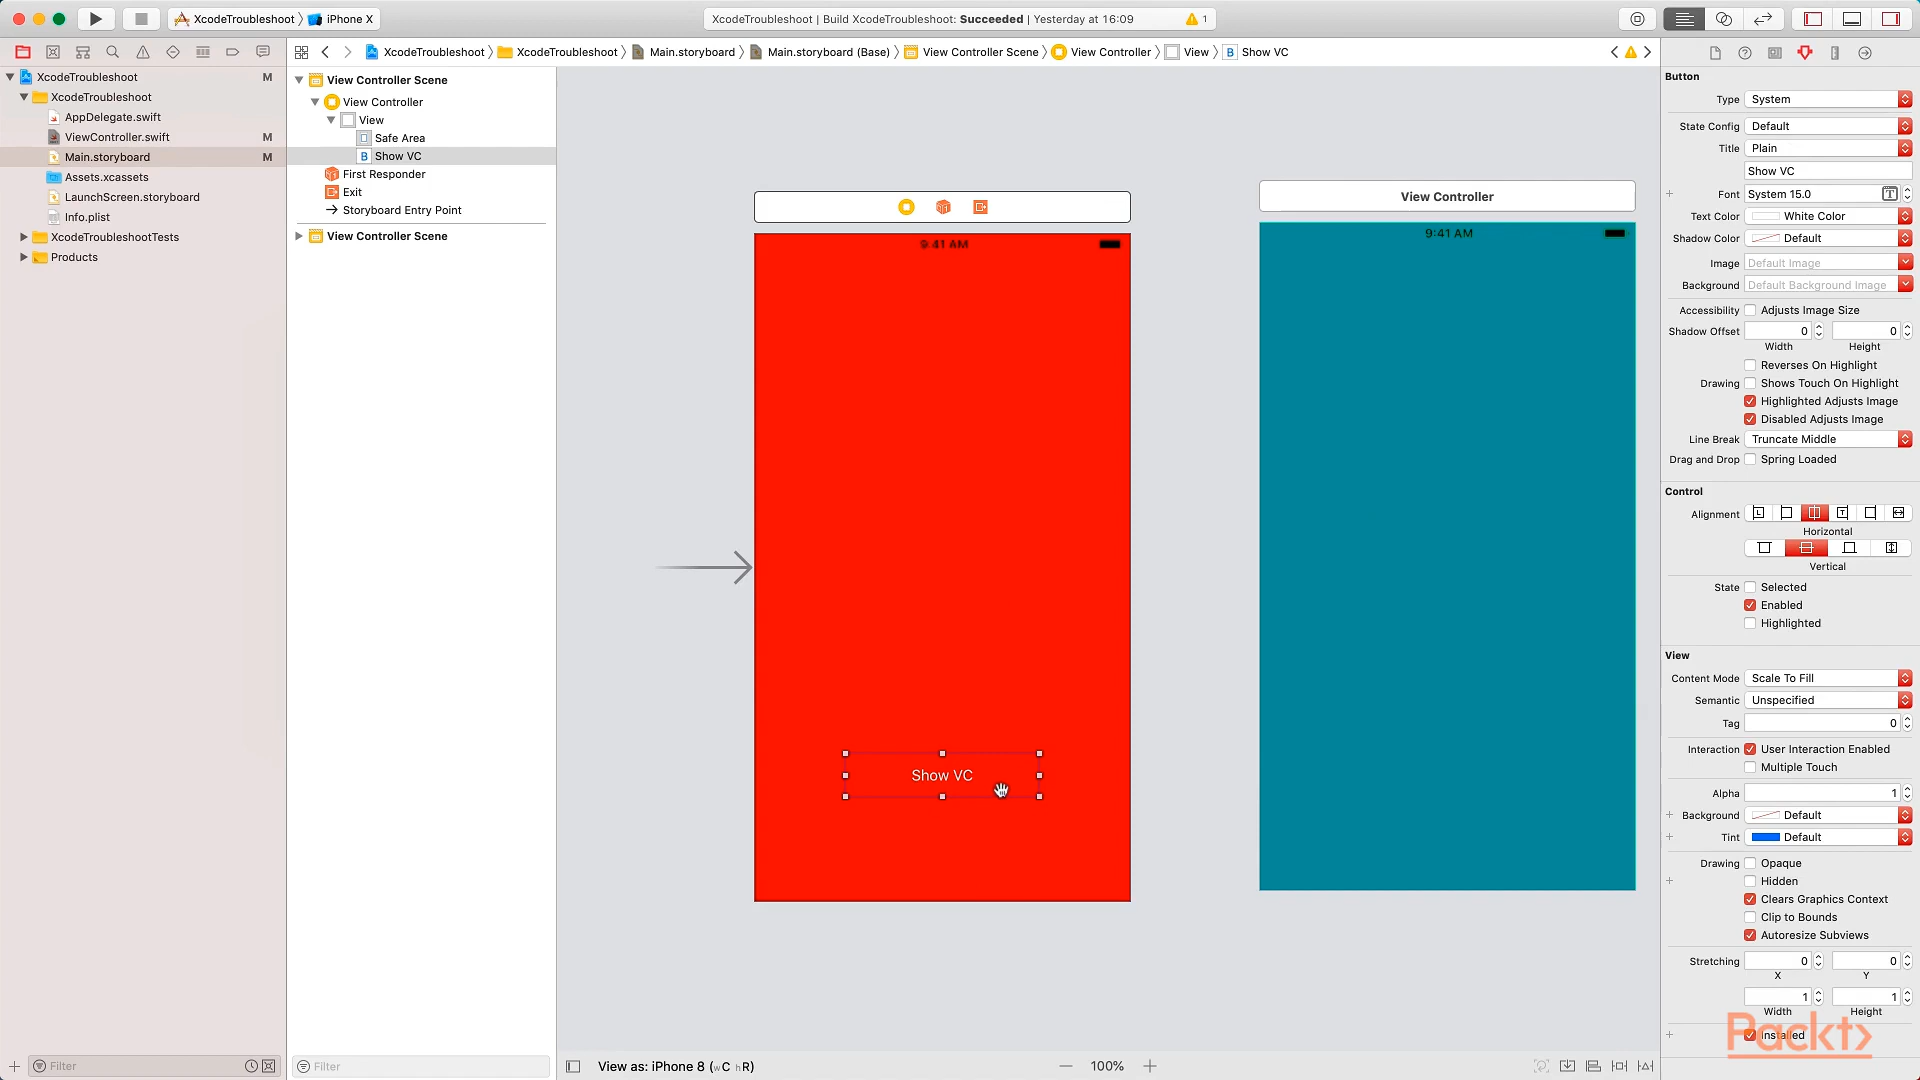 XcodeTroubleshoot iPhone X
XcodeTroubleshoot | Build XcodeTroubleshoot: Succeeded | Yesterday at 16:09
1
XcodeTroubleshoot XcodeTroubleshoot Main.storyboard Main.storyboard (Base) View Controller Scene View Controller View B Show VC
XcodeTroubleshoot M
XcodeTroubleshoot
AppDelegate.swift
ViewController.swift M
Main.storyboard M
Assets.xcassets
LaunchScreen.storyboard
Info.plist
XcodeTroubleshootTests
Products
Filter
View Controller Scene
View Controller
View
Safe Area
B Show VC
First Responder
Exit
Storyboard Entry Point
View Controller Scene
Filter
9:41 AM
Show VC
View Controller
9:41 AM
View as: iPhone 8 (wC hR)
100%
Button
Type System
State Config Default
Title Plain
Show VC
Font System 15.0
Text Color White Color
Shadow Color Default
Image Default Image
Background Default Background Image
Accessibility Adjusts Image Size
Shadow Offset 0 0
Width Height
Reverses On Highlight
Drawing Shows Touch On Highlight
Highlighted Adjusts Image
Disabled Adjusts Image
Line Break Truncate Middle
Drag and Drop Spring Loaded
Control
Alignment
Horizontal
Vertical
State Selected
Enabled
Highlighted
View
Content Mode Scale To Fill
Semantic Unspecified
Tag 0
Interaction User Interaction Enabled
Multiple Touch
Alpha 1
Background Default
Tint Default
Drawing Opaque
Hidden
Clears Graphics Context
Clip to Bounds
Autoresize Subviews
Stretching 0 0
X Y
1 1
Width Height
Installed
Packt